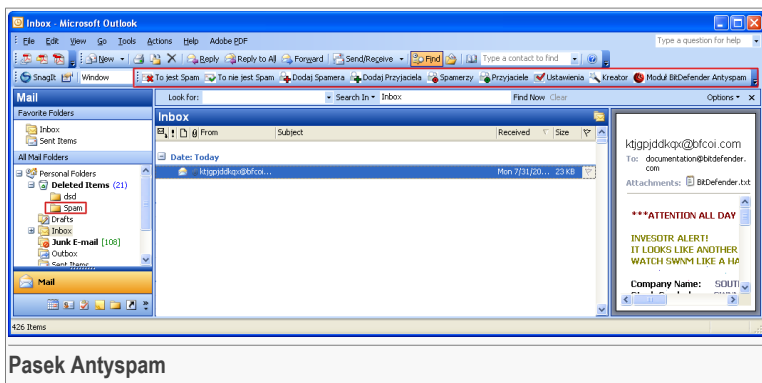 Inbox - Microsoft Outlook
File Edit View Go Tools Actions Help Adobe PDF Type a question for help
New Reply Reply to All Forward Send/Receive Find Type a contact to find
SnagIt Window To jest Spam To nie jest Spam Dodaj Spamera Dodaj Przyjaciela Spamerzy Przyjaciele Ustawienia Kreator Moduł BitDefender Antyspam
Mail
Look for: Search In Inbox Find Now Clear Options
Favorite Folders
Inbox
Sent Items
All Mail Folders
Personal Folders
Deleted Items (21)
dsd
Spam
Drafts
Inbox
Junk E-mail [108]
Outbox
Sent Items
Mail
Inbox
From Subject Received Size
Date: Today
ktjgpjddkqx@bfcoi... Mon 7/31/20... 23 KB
ktjgpjddkqx@bfcoi.com
To: documentation@bitdefender.
com
Attachments: BitDefender.txt
***ATTENTION ALL DAY
INVESOTR ALERT!
IT LOOKS LIKE ANOTHER
WATCH SWNM LIKE A HA
Company Name: SOUT
426 Items
Pasek Antyspam